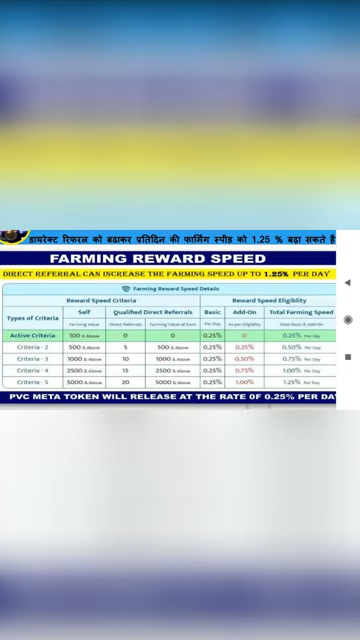 डायरेक्ट रिफरल को बढाकर प्रतिदिन की फार्मिंग स्पीड को 1.25 % बढ़ा सकते है
FARMING REWARD SPEED
DIRECT REFERRAL CAN INCREASE THE FARMING SPEED UP TO 1.25% PER DAY
Farming Reward Speed Details
Reward Speed Criteria Reward Speed Eligiblity
Types of Criteria Self Qualified Direct Referrals Basic Add-On Total Farming Speed
Farming Value Direct Referrals Farming Value of Each Per Day As per Eligibility Total Basic & Add-On
Active Criteria 100 & Above 0 0 0.25% 0 0.25% Per Day
Criteria - 2 500 & Above 5 500 & Above 0.25% 0.25% 0.50% Per Day
Criteria - 3 1000 & Above 10 1000 & Above 0.25% 0.50% 0.75% Per Day
Criteria - 4 2500 & Above 15 2500 & Above 0.25% 0.75% 1.00% Per Day
Criteria - 5 5000 & Above 20 5000 & Above 0.25% 1.00% 1.25% Per Day
PVC META TOKEN WILL RELEASE AT THE RATE OF 0.25% PER DAY